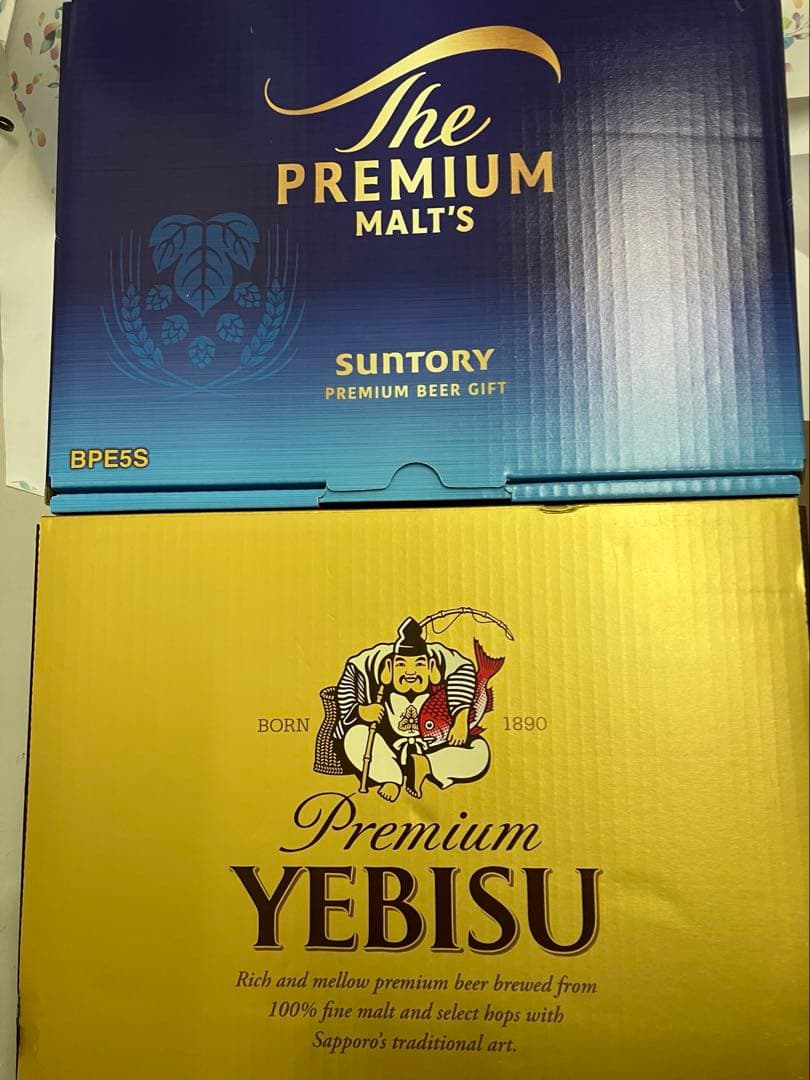 The
PREMIUM
MALT'S
SUNTORY
PREMIUM BEER GIFT
BPE5S
BORN 1890
Premium
YEBISU
Rich and mellow premium beer brewed from
100% fine malt and select hops with
Sapporo's traditional art.